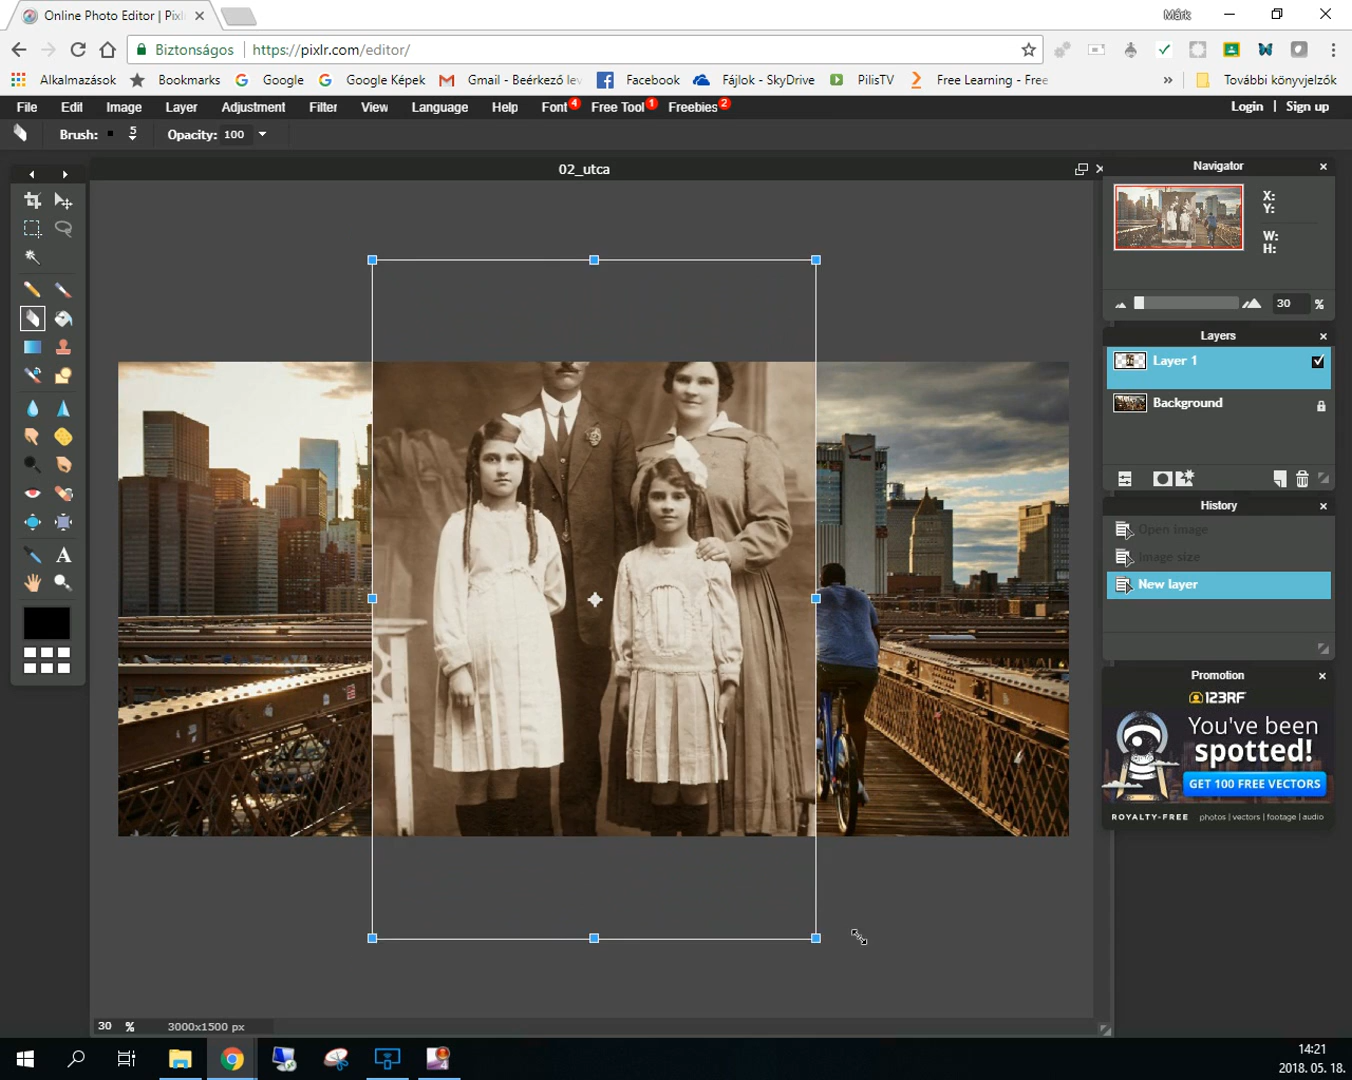 Online Photo Editor | Pixlr
Márk
Biztonságos
https://pixlr.com/editor/
Alkalmazások
Bookmarks
Google
Google Képek
Gmail - Beérkező lev
Facebook
Fájlok - SkyDrive
PilisTV
Free Learning - Free
»
További könyvjelzők
File Edit Image Layer Adjustment Filter View Language Help Font 4 Free Tool 1 Freebies 2
Login | Sign up
Brush: 5 Opacity: 100
02_utca
Navigator
X:
Y:
W:
H:
30 %
Layers
Layer 1
Background
History
Open image
Image size
New layer
Promotion
123RF
You've been
spotted!
GET 100 FREE VECTORS
ROYALTY-FREE photos | vectors | footage | audio
A
30 % 3000x1500 px
14:21
2018. 05. 18.